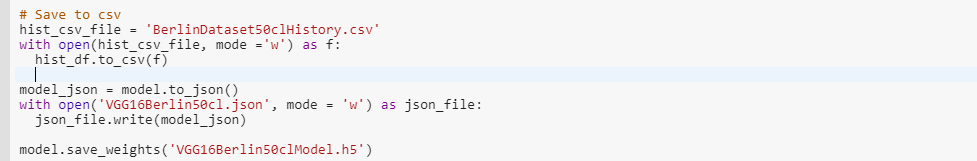 # Save to csv
hist_csv_file = 'BerlinDataset50clHistory.csv'
with open(hist_csv_file, mode ='w') as f:
  hist_df.to_csv(f)
model_json = model.to_json()
with open('VGG16Berlin50cl.json', mode = 'w') as json_file:
  json_file.write(model_json)
model.save_weights('VGG16Berlin50clModel.h5')